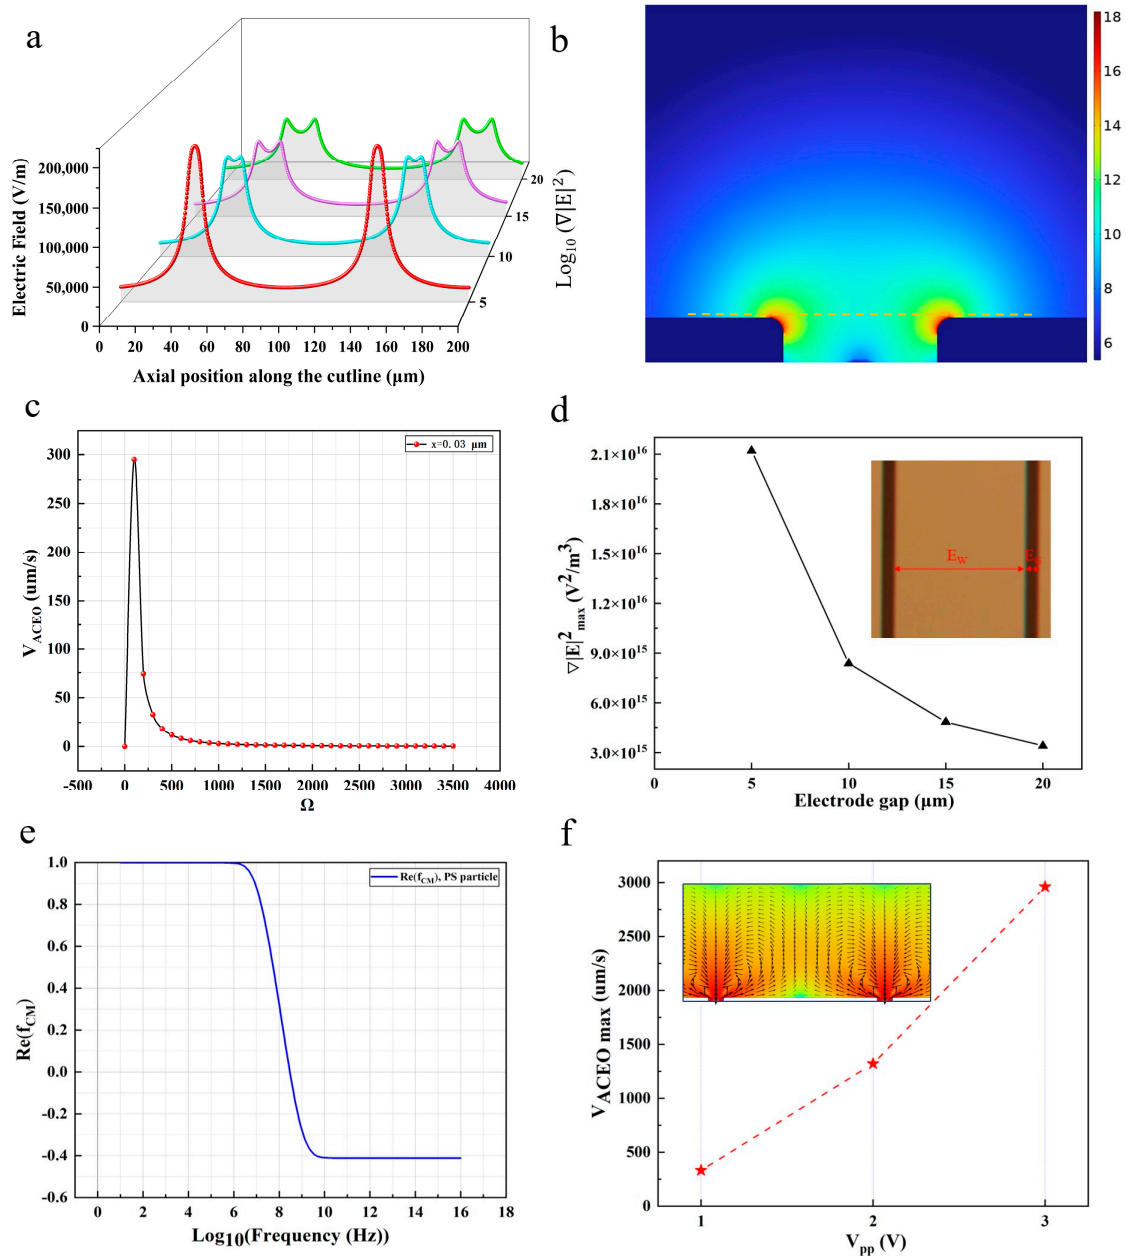 a
200,000
150,000
100,000
50,000
0
Electric Field (V/m)
0 20 40 60 80 100 120 140 160 180 200
Axial position along the cutline (μm)
20
15
10
5
b
Log₁₀ (∇|E|²)
18
16
14
12
10
8
6
c
x=0.03 μm
300
250
200
150
100
50
0
V_ACEO (um/s)
-500 0 500 1000 1500 2000 2500 3000 3500 4000
Ω
d
2.1×10¹⁶
1.8×10¹⁶
1.5×10¹⁶
1.2×10¹⁶
9.0×10¹⁵
6.0×10¹⁵
3.0×10¹⁵
▽|E|²_max (V²/m³)
E_W
0 5 10 15 20
Electrode gap (μm)
e
Re(f_CM), PS particle
1.0
0.8
0.6
0.4
0.2
0.0
-0.2
-0.4
-0.6
Re(f_CM)
0 2 4 6 8 10 12 14 16 18
Log10(Frequency (Hz))
f
3000
2500
2000
1500
1000
500
0
V_ACEO max (um/s)
1 2 3
V_pp (V)